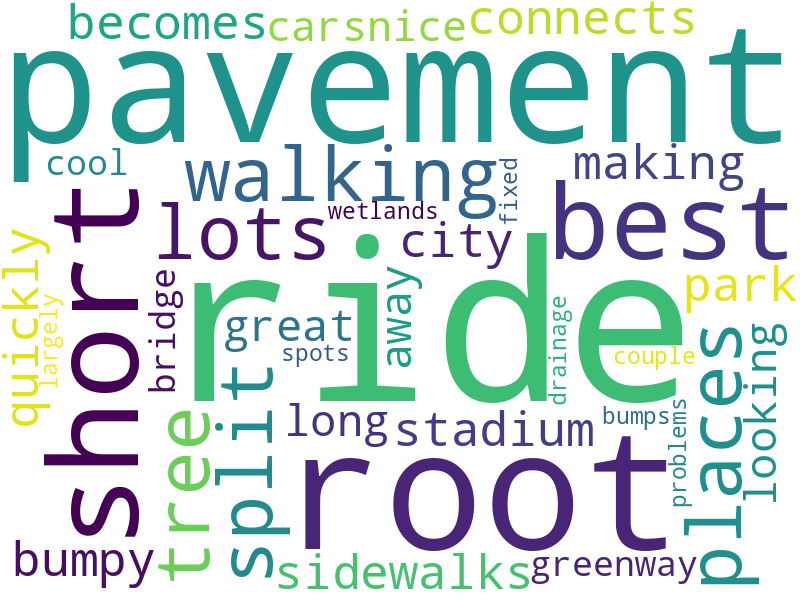 becomes
carsnice
connects
pavement
cool
walking
fixed
making
short
lots
wetlands
city
best
quickly
largely
bridge
ride
great
away
park
spots
drainage
couple
places
looking
tree
split
long
stadium
bumps
problems
root
bumpy
sidewalks
greenway